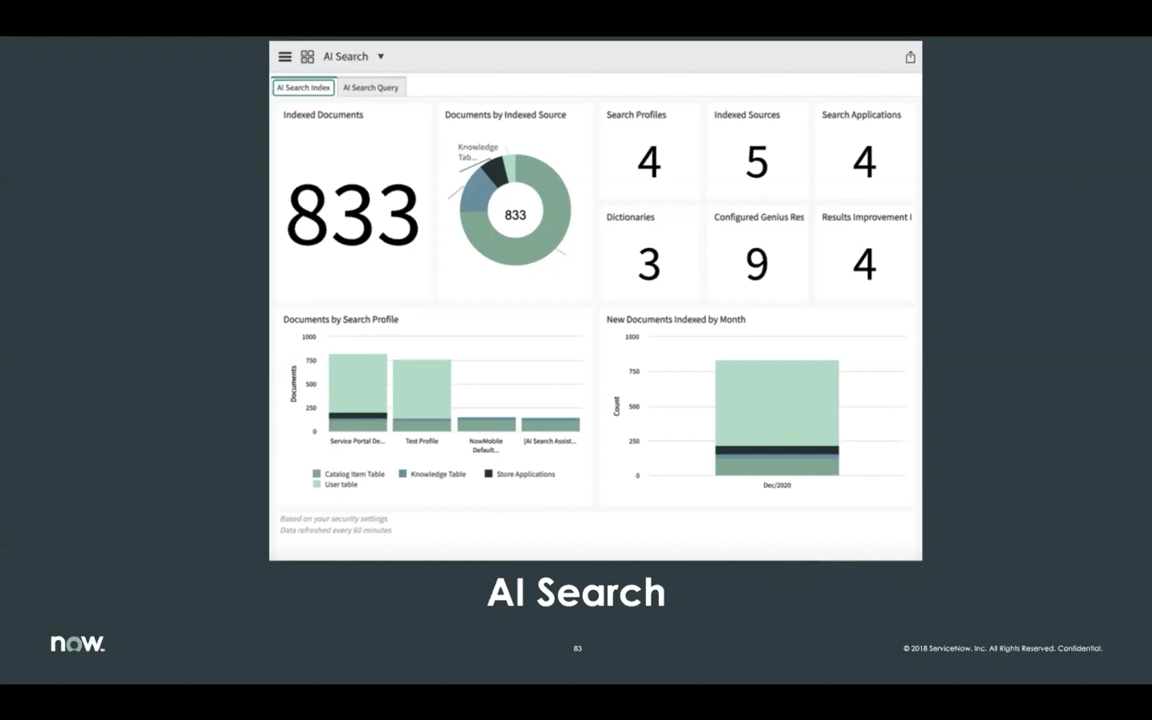 AI Search
AI Search Index
AI Search Query
Indexed Documents
833
Documents by Indexed Source
Knowledge
Tab...
833
Search Profiles
4
Indexed Sources
5
Search Applications
4
Dictionaries
3
Configured Genius Res
9
Results Improvement I
4
Documents by Search Profile
1000
750
500
250
0
Documents
Service Portal De...
Test Profile
NowMobile
Default...
[AI Search Assist...
Catalog Item Table
Knowledge Table
Store Applications
User table
New Documents Indexed by Month
1000
750
500
250
0
Count
Dec/2020
Based on your security settings
Data refreshed every 60 minutes
AI Search
now.
83
© 2018 ServiceNow, Inc. All Rights Reserved. Confidential.